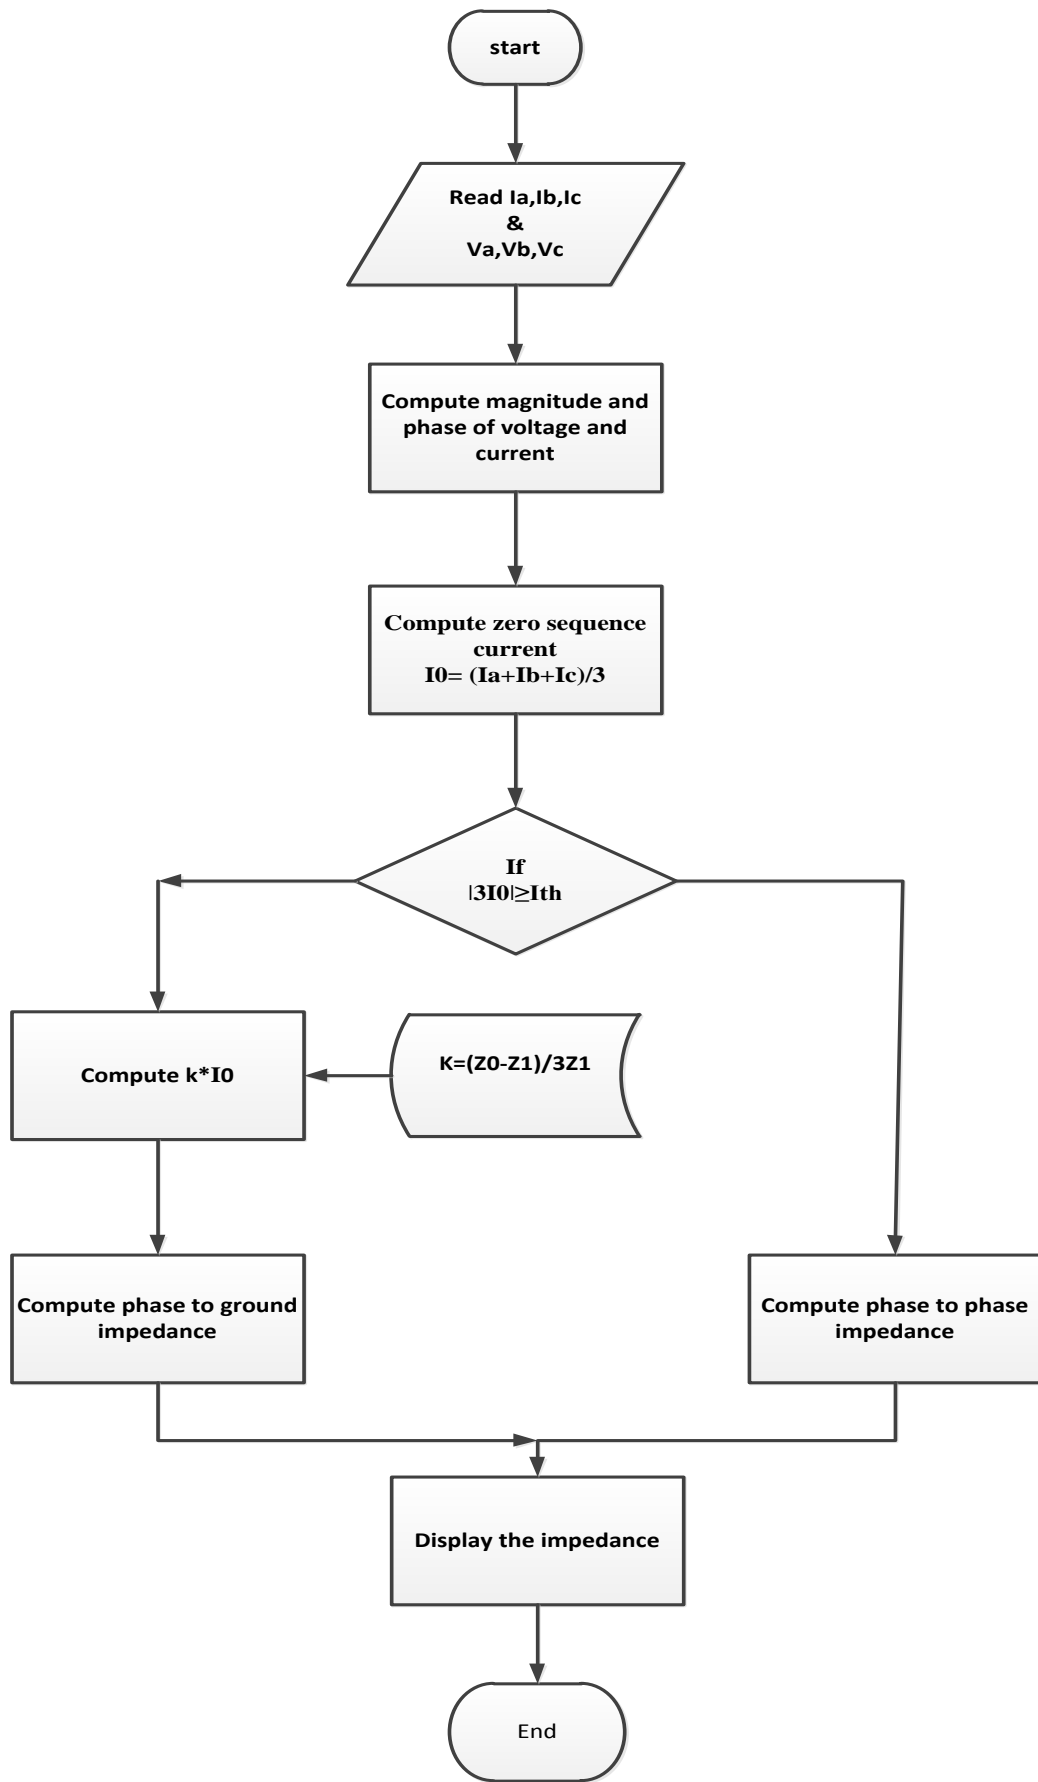 start
Read Ia,Ib,Ic
&
Va,Vb,Vc
Compute magnitude and
phase of voltage and
current
Compute zero sequence
current
I0= (Ia+Ib+Ic)/3
If
|3I0|≥Ith
Compute k*I0
K=(Z0-Z1)/3Z1
Compute phase to ground
impedance
Compute phase to phase
impedance
Display the impedance
End